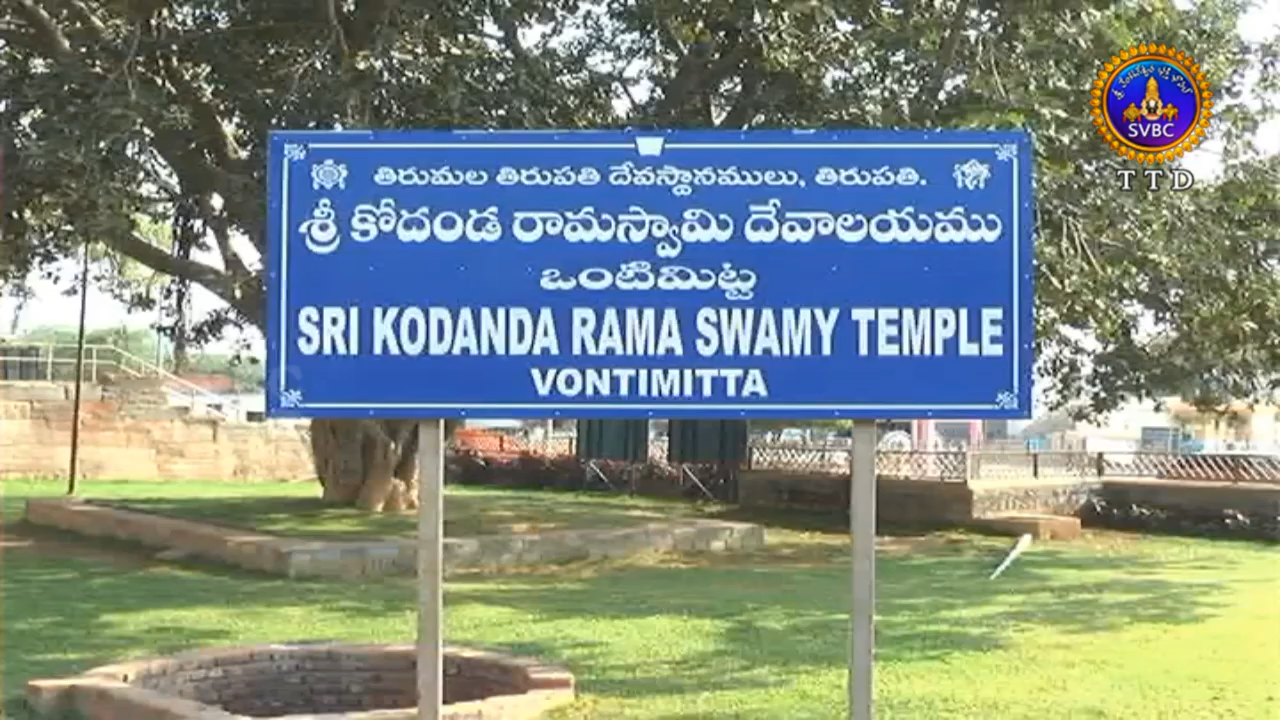 తిరుమల తిరుపతి దేవస్థానములు, తిరుపతి.
శ్రీ కోదండ రామస్వామి దేవాలయము
ఒంటిమిట్ట
SRI KODANDA RAMA SWAMY TEMPLE
VONTIMITTA
SVBC
TTD